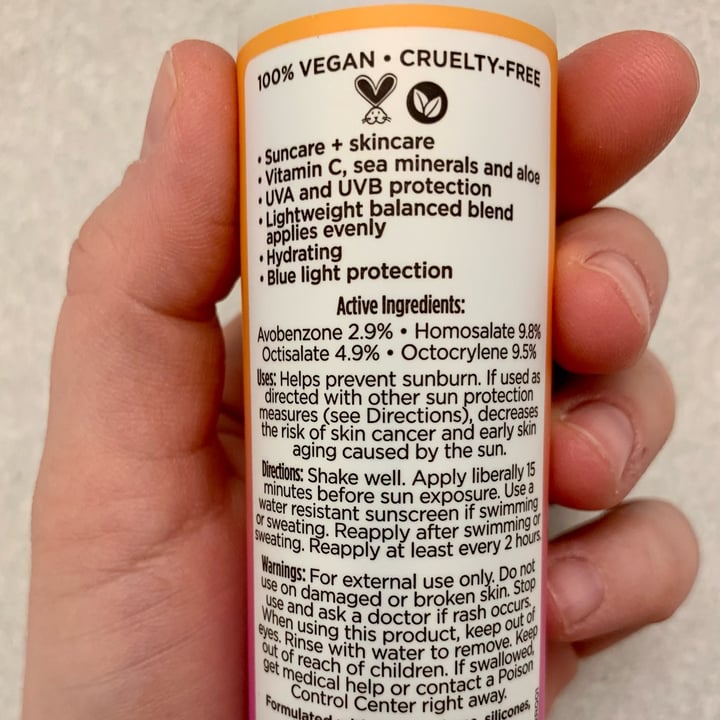 100% VEGAN • CRUELTY-FREE
• Suncare + skincare
• Vitamin C, sea minerals and aloe
• UVA and UVB protection
• Lightweight balanced blend
applies evenly
• Hydrating
• Blue light protection
Active Ingredients:
Avobenzone 2.9% • Homosalate 9.8%
Octisalate 4.9% • Octocrylene 9.5%
Uses: Helps prevent sunburn. If used as
directed with other sun protection
measures (see Directions), decreases
the risk of skin cancer and early skin
aging caused by the sun.
Directions: Shake well. Apply liberally 15
minutes before sun exposure. Use a
water resistant sunscreen if swimming
or sweating. Reapply after swimming or
sweating. Reapply at least every 2 hours.
Warnings: For external use only. Do not
use on damaged or broken skin. Stop
use and ask a doctor if rash occurs.
When using this product, keep out of
eyes. Rinse with water to remove. Keep
out of reach of children. If swallowed,
get medical help or contact a Poison
Control Center right away.
Formulated silicones,